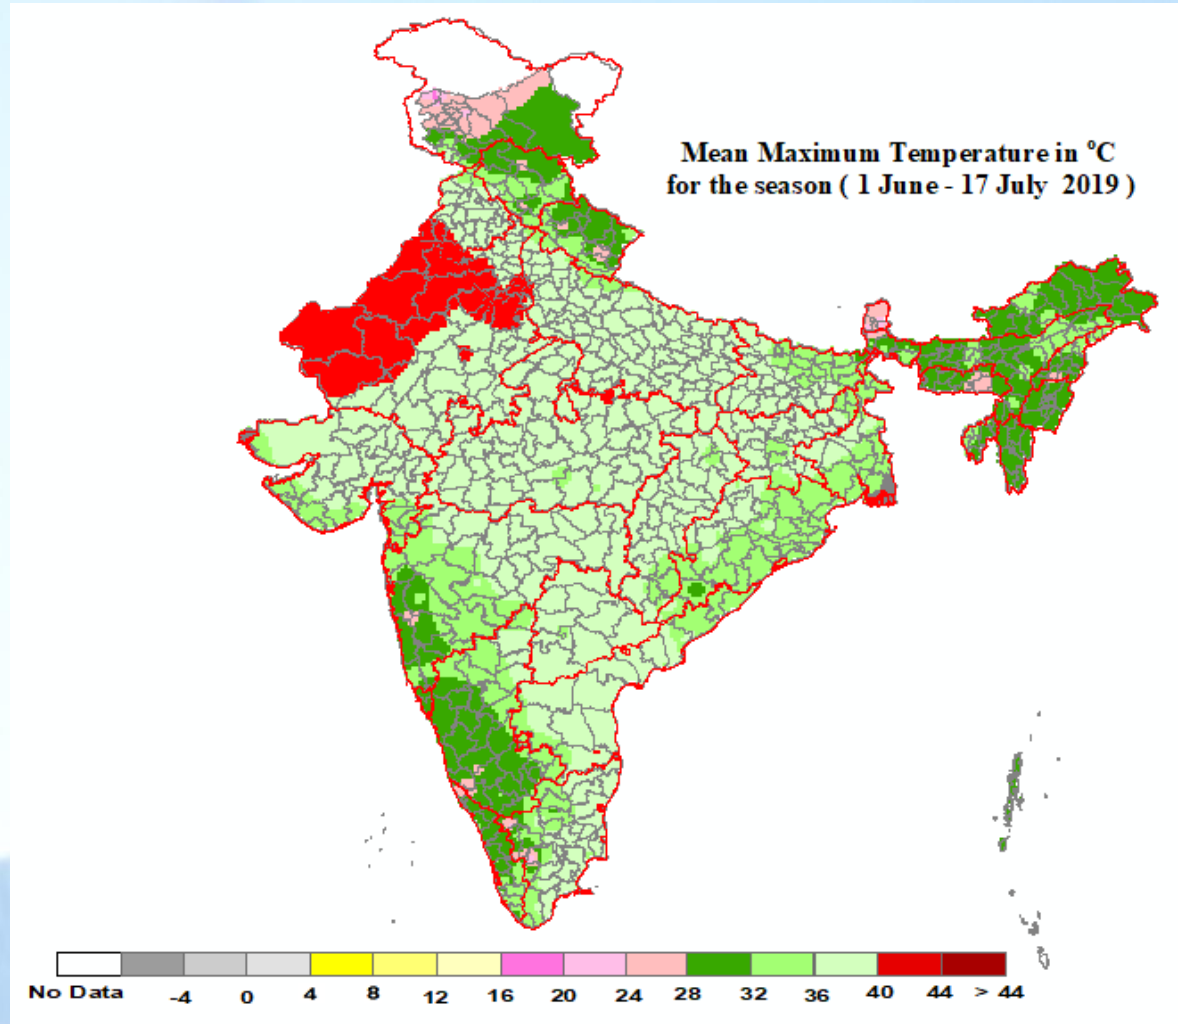 Mean Maximum Temperature in °C
for the season ( 1 June - 17 July 2019 )
No Data -4 0 4 8 12 16 20 24 28 32 36 40 44 > 44